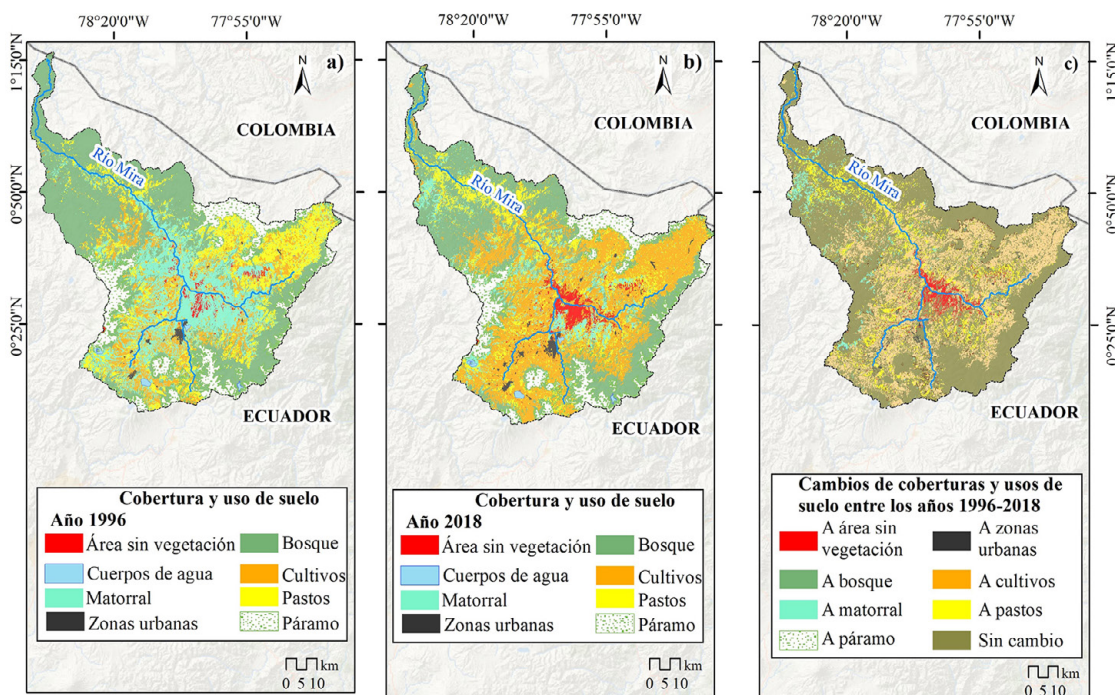 78°20'0"W 77°55'0"W
78°20'0"W 77°55'0"W
78°20'0"W 77°55'0"W
1°15'0"N
0°50'0"N
0°25'0"N
N
a)
COLOMBIA
Río Mira
ECUADOR
Cobertura y uso de suelo
Año 1996
Área sin vegetación
Bosque
Cuerpos de agua
Cultivos
Matorral
Pastos
Zonas urbanas
Páramo
km
0 5 10
N
b)
COLOMBIA
Río Mira
ECUADOR
Cobertura y uso de suelo
Año 2018
Área sin vegetación
Bosque
Cuerpos de agua
Cultivos
Matorral
Pastos
Zonas urbanas
Páramo
km
0 5 10
N
c)
COLOMBIA
Río Mira
ECUADOR
1°15'0"N
0°50'0"N
0°25'0"N
Cambios de coberturas y usos de
suelo entre los años 1996-2018
A área sin
vegetación
A zonas
urbanas
A bosque
A cultivos
A matorral
A pastos
A páramo
Sin cambio
km
0 5 10